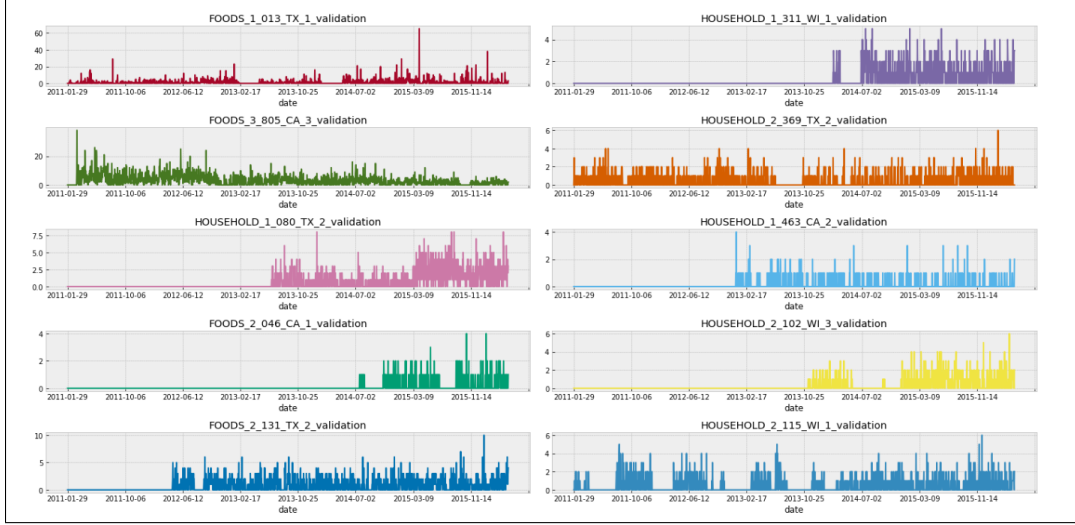 FOODS_1_013_TX_1_validation
60
40
20
0
2011-01-29 2011-10-06 2012-06-12 2013-02-17 2013-10-25 2014-07-02 2015-03-09 2015-11-14
date
HOUSEHOLD_1_311_WI_1_validation
4
2
0
2011-01-29 2011-10-06 2012-06-12 2013-02-17 2013-10-25 2014-07-02 2015-03-09 2015-11-14
date
FOODS_3_805_CA_3_validation
20
0
2011-01-29 2011-10-06 2012-06-12 2013-02-17 2013-10-25 2014-07-02 2015-03-09 2015-11-14
date
HOUSEHOLD_2_369_TX_2_validation
6
4
2
0
2011-01-29 2011-10-06 2012-06-12 2013-02-17 2013-10-25 2014-07-02 2015-03-09 2015-11-14
date
HOUSEHOLD_1_080_TX_2_validation
7.5
5.0
2.5
0.0
2011-01-29 2011-10-06 2012-06-12 2013-02-17 2013-10-25 2014-07-02 2015-03-09 2015-11-14
date
HOUSEHOLD_1_463_CA_2_validation
4
2
0
2011-01-29 2011-10-06 2012-06-12 2013-02-17 2013-10-25 2014-07-02 2015-03-09 2015-11-14
date
FOODS_2_046_CA_1_validation
4
2
0
2011-01-29 2011-10-06 2012-06-12 2013-02-17 2013-10-25 2014-07-02 2015-03-09 2015-11-14
date
HOUSEHOLD_2_102_WI_3_validation
6
4
2
0
2011-01-29 2011-10-06 2012-06-12 2013-02-17 2013-10-25 2014-07-02 2015-03-09 2015-11-14
date
FOODS_2_131_TX_2_validation
10
5
0
2011-01-29 2011-10-06 2012-06-12 2013-02-17 2013-10-25 2014-07-02 2015-03-09 2015-11-14
date
HOUSEHOLD_2_115_WI_1_validation
6
4
2
0
2011-01-29 2011-10-06 2012-06-12 2013-02-17 2013-10-25 2014-07-02 2015-03-09 2015-11-14
date